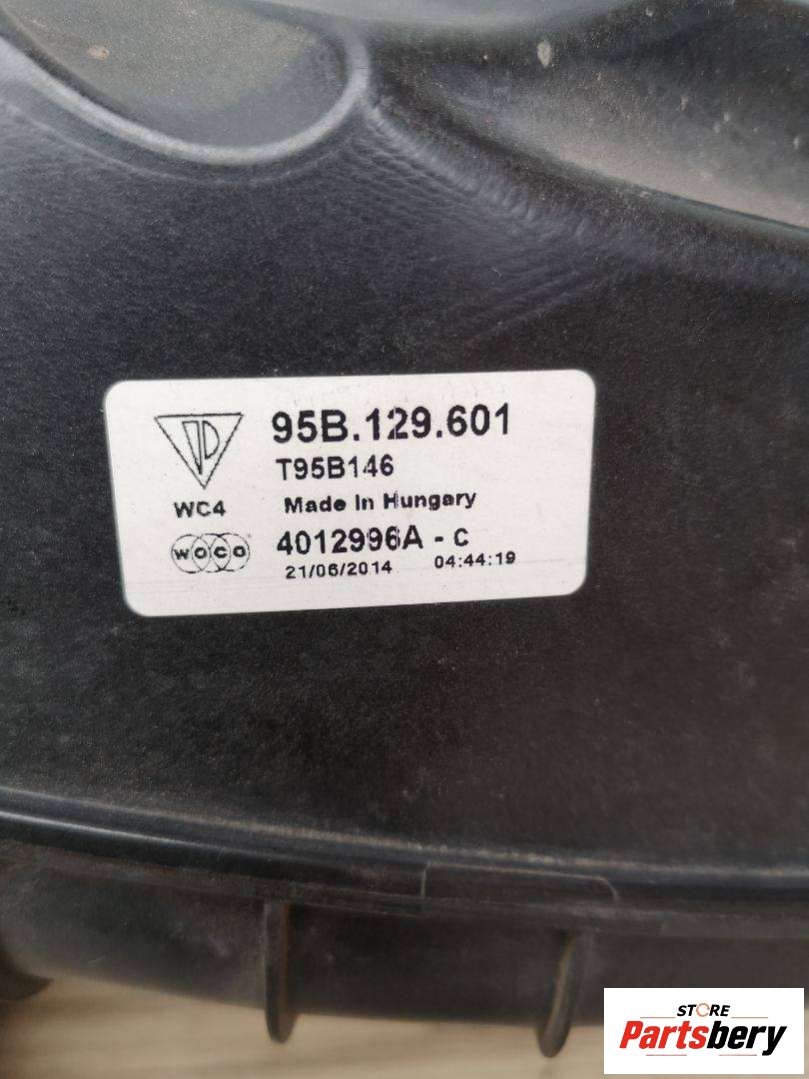 95B.129.601
T95B146
WC4 Made In Hungary
woco 4012996A - C
21/06/2014 04:44:19
STORE
Partsbery